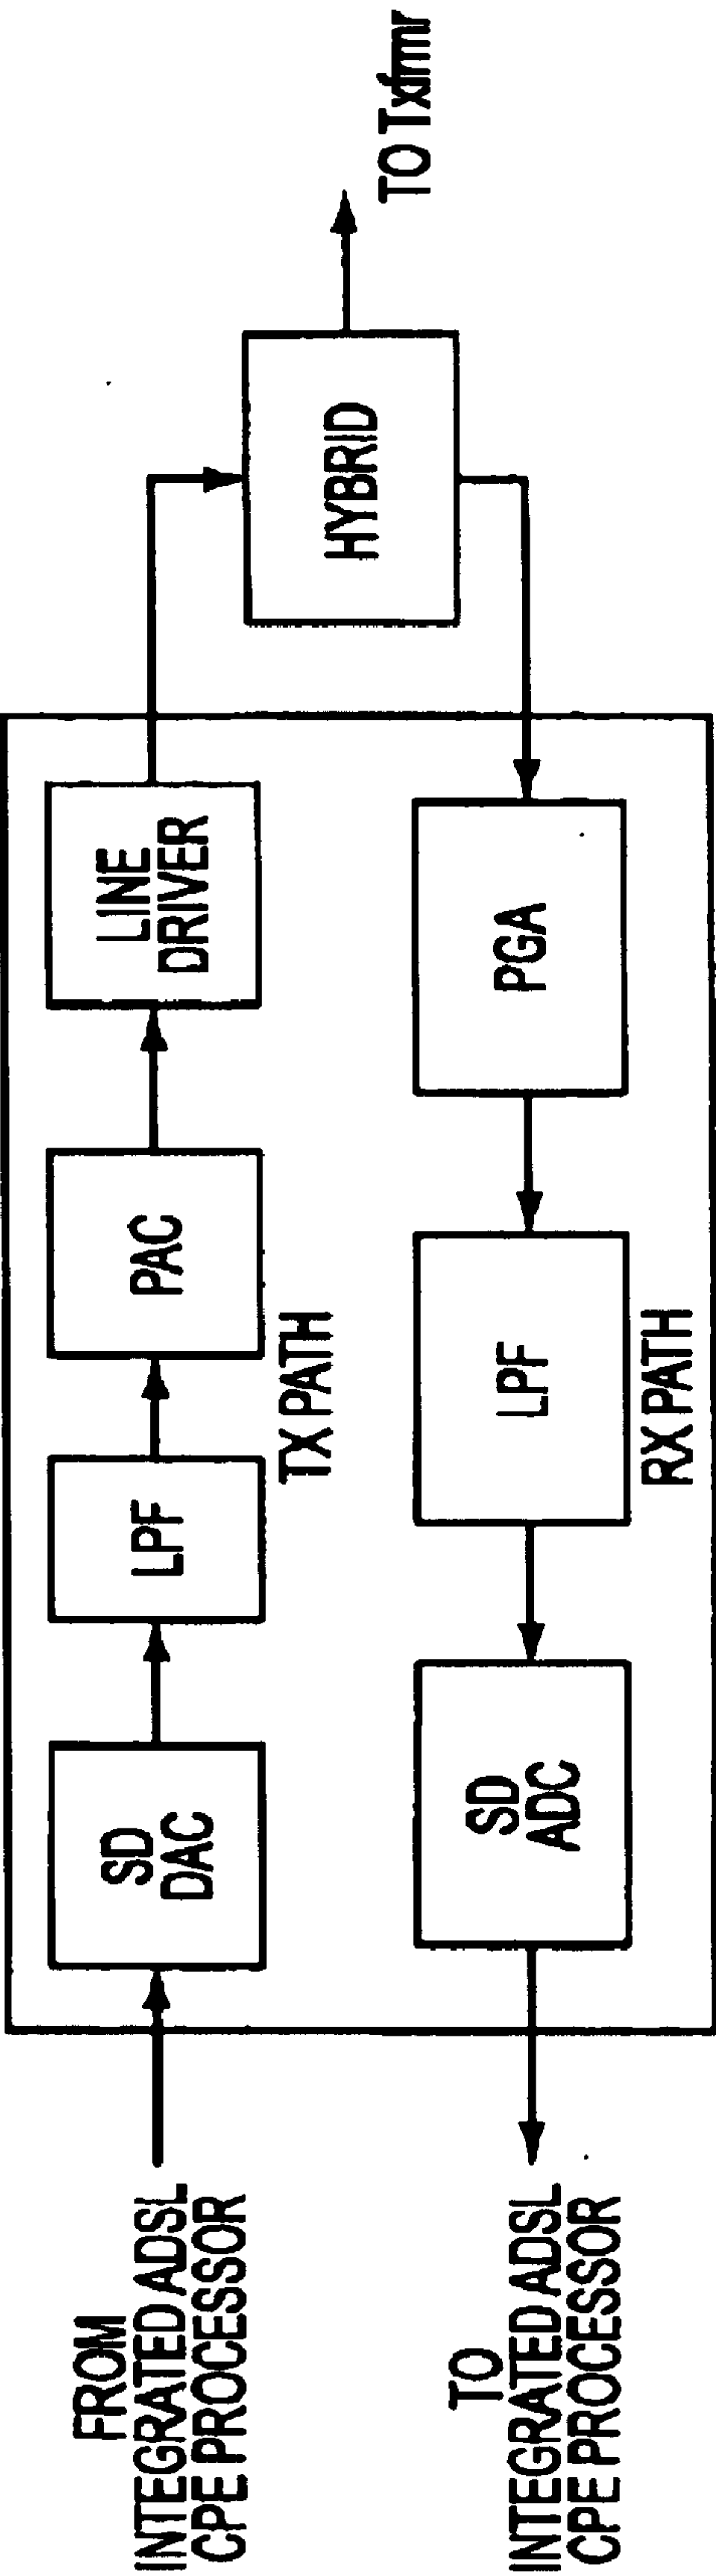 FROM
INTEGRATED ADSL
CPE PROCESSOR
SD
DAC
LPF
PAC
LINE
DRIVER
TX PATH
HYBRID
TO Txfrmr
TO
INTEGRATED ADSL
CPE PROCESSOR
SD
ADC
LPF
PGA
RX PATH